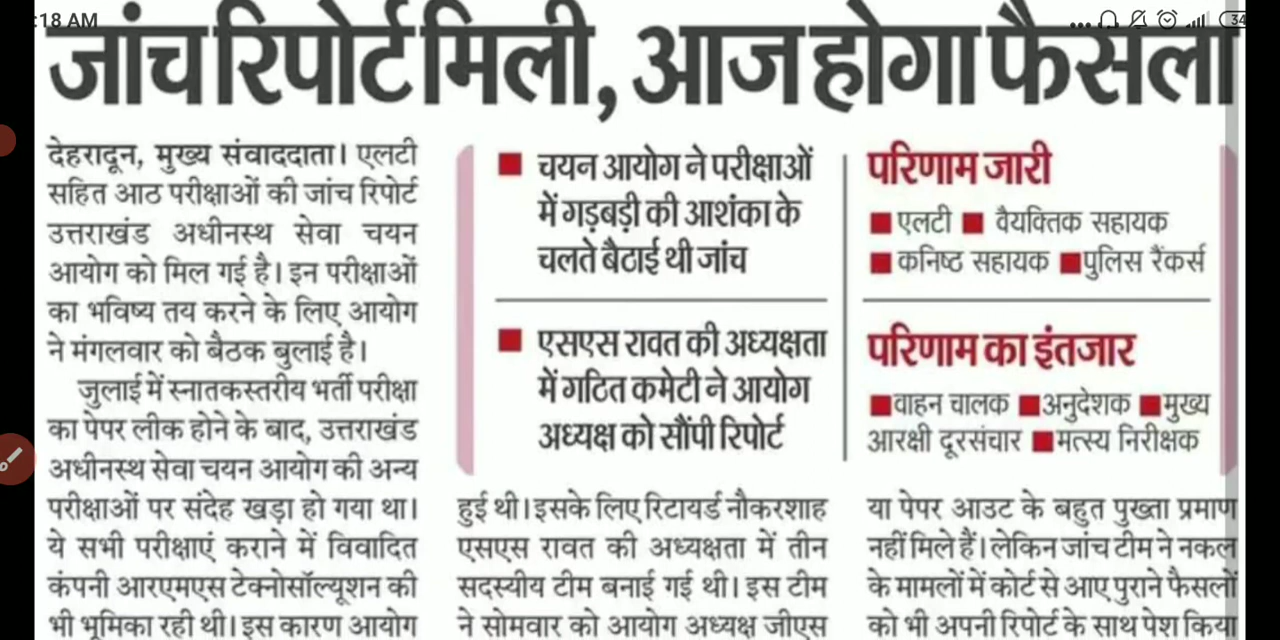 :18 AM
34
जांच रिपोर्ट मिली, आज होगा फैसला
देहरादून, मुख्य संवाददाता। एलटी
सहित आठ परीक्षाओं की जांच रिपोर्ट
उत्तराखंड अधीनस्थ सेवा चयन
आयोग को मिल गई है। इन परीक्षाओं
का भविष्य तय करने के लिए आयोग
ने मंगलवार को बैठक बुलाई है।
जुलाई में स्नातकस्तरीय भर्ती परीक्षा
का पेपर लीक होने के बाद, उत्तराखंड
अधीनस्थ सेवा चयन आयोग की अन्य
परीक्षाओं पर संदेह खड़ा हो गया था।
ये सभी परीक्षाएं कराने में विवादित
कंपनी आरएमएस टेक्नोसॉल्यूशन की
भी भूमिका रही थी। इस कारण आयोग
चयन आयोग ने परीक्षाओं
में गड़बड़ी की आशंका के
चलते बैठाई थी जांच
एसएस रावत की अध्यक्षता
में गठित कमेटी ने आयोग
अध्यक्ष को सौंपी रिपोर्ट
हुई थी। इसके लिए रिटायर्ड नौकरशाह
एसएस रावत की अध्यक्षता में तीन
सदस्यीय टीम बनाई गई थी। इस टीम
ने सोमवार को आयोग अध्यक्ष जीएस
परिणाम जारी
एलटी वैयक्तिक सहायक
कनिष्ठ सहायक पुलिस रैंकर्स
परिणाम का इंतजार
वाहन चालक अनुदेशक मुख्य
आरक्षी दूरसंचार मत्स्य निरीक्षक
या पेपर आउट के बहुत पुख्ता प्रमाण
नहीं मिले हैं। लेकिन जांच टीम ने नकल
के मामलों में कोर्ट से आए पुराने फैसलों
को भी अपनी रिपोर्ट के साथ पेश किया